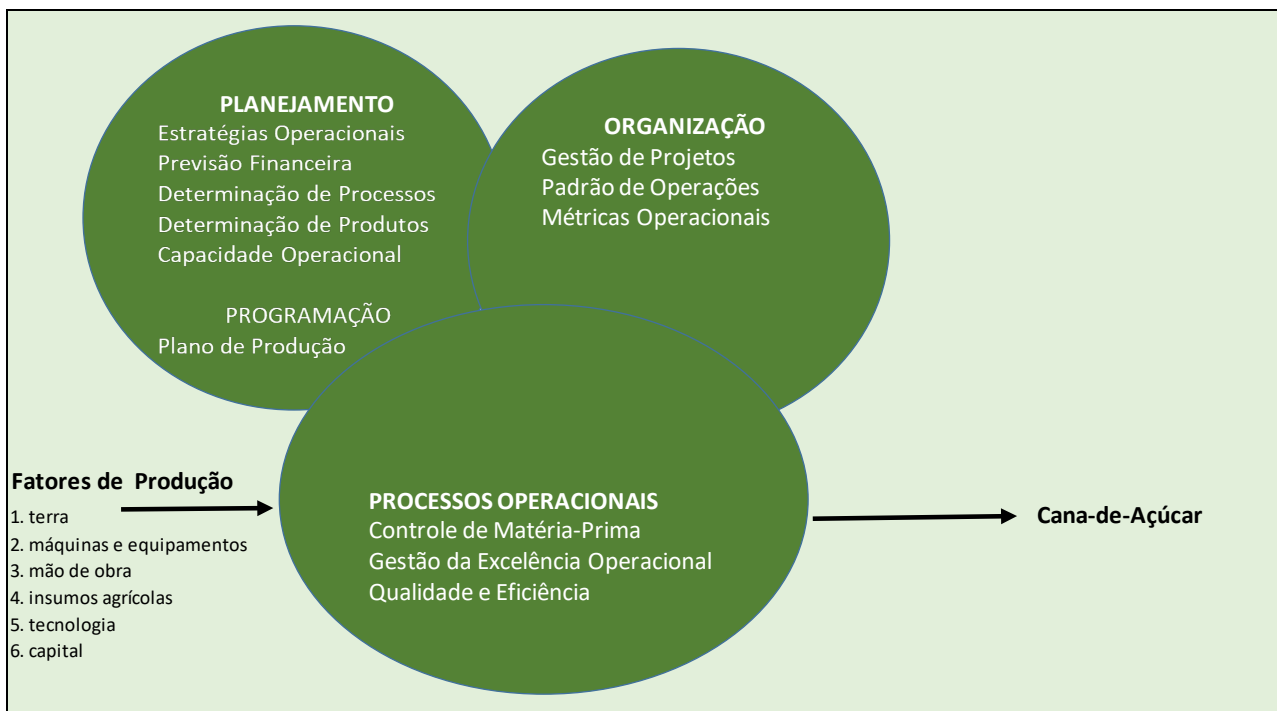 PLANEJAMENTO
Estratégias Operacionais
Previsão Financeira
Determinação de Processos
Determinação de Produtos
Capacidade Operacional
PROGRAMAÇÃO
Plano de Produção
ORGANIZAÇÃO
Gestão de Projetos
Padrão de Operações
Métricas Operacionais
Fatores de Produção
1. terra
2. máquinas e equipamentos
3. mão de obra
4. insumos agrícolas
5. tecnologia
6. capital
PROCESSOS OPERACIONAIS
Controle de Matéria-Prima
Gestão da Excelência Operacional
Qualidade e Eficiência
Cana-de-Açúcar